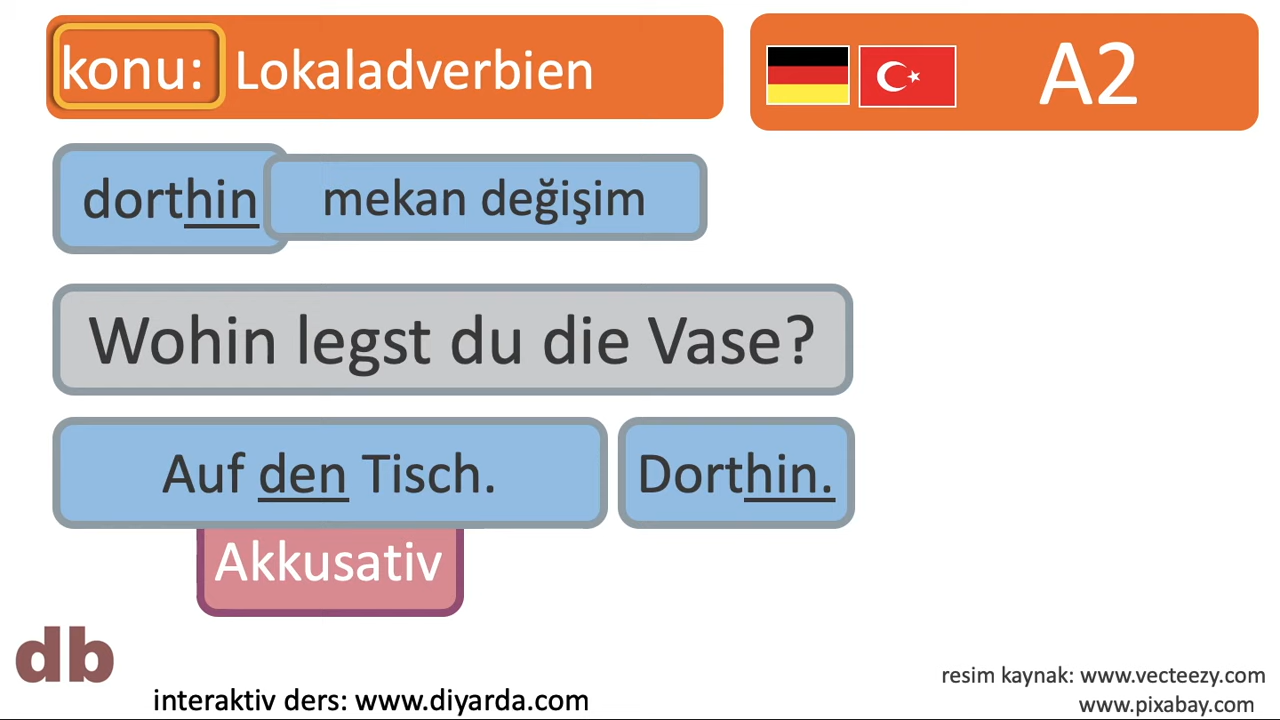 konu: Lokaladverbien
A2
dorthin
mekan değişim
Wohin legst du die Vase?
Auf den Tisch.
Dorthin.
Akkusativ
db
interaktiv ders: www.diyarda.com
resim kaynak: www.vecteezy.com
www.pixabay.com